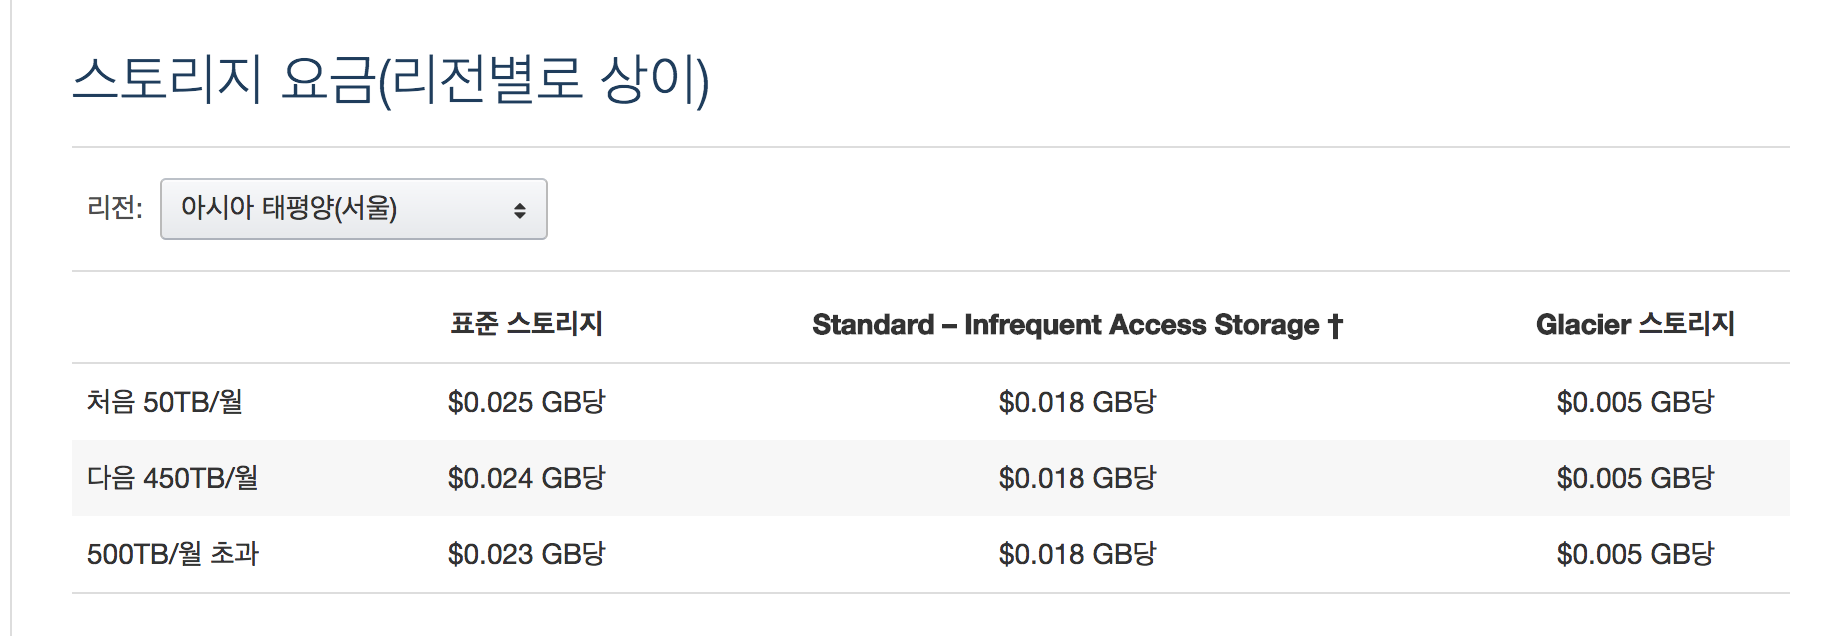 스토리지 요금(리전별로 상이)
리전: 아시아 태평양(서울)
표준 스토리지 Standard – Infrequent Access Storage † Glacier 스토리지
처음 50TB/월 $0.025 GB당 $0.018 GB당 $0.005 GB당
다음 450TB/월 $0.024 GB당 $0.018 GB당 $0.005 GB당
500TB/월 초과 $0.023 GB당 $0.018 GB당 $0.005 GB당